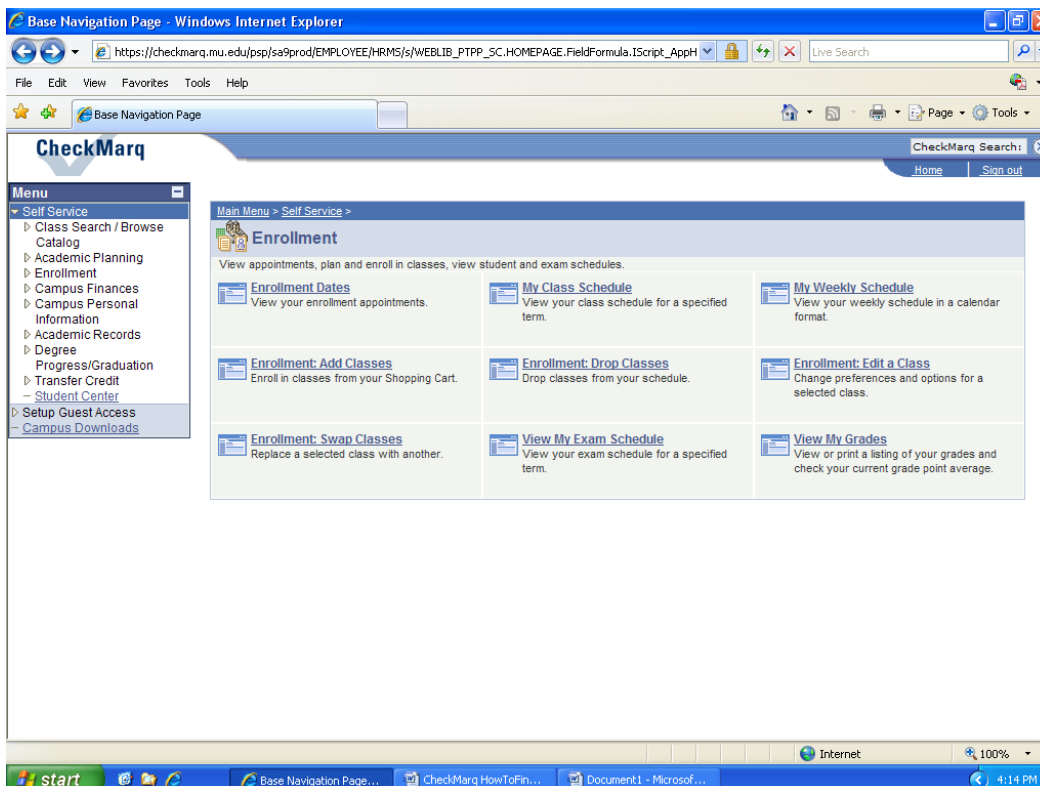 Base Navigation Page - Windows Internet Explorer
https://checkmarq.mu.edu/psp/sa9prod/EMPLOYEE/HRMS/s/WEBLIB_PTPP_SC.HOMEPAGE.FieldFormula.IScript_AppH
Live Search
File Edit View Favorites Tools Help
Base Navigation Page
Page Tools
CheckMarq
CheckMarq Search:
Home Sign out
Menu
Self Service
Class Search / Browse
Catalog
Academic Planning
Enrollment
Campus Finances
Campus Personal
Information
Academic Records
Degree
Progress/Graduation
Transfer Credit
– Student Center
Setup Guest Access
– Campus Downloads
Main Menu > Self Service >
Enrollment
View appointments, plan and enroll in classes, view student and exam schedules.
Enrollment Dates
View your enrollment appointments.
My Class Schedule
View your class schedule for a specified
term.
My Weekly Schedule
View your weekly schedule in a calendar
format.
Enrollment: Add Classes
Enroll in classes from your Shopping Cart.
Enrollment: Drop Classes
Drop classes from your schedule.
Enrollment: Edit a Class
Change preferences and options for a
selected class.
Enrollment: Swap Classes
Replace a selected class with another.
View My Exam Schedule
View your exam schedule for a specified
term.
View My Grades
View or print a listing of your grades and
check your current grade point average.
Internet
100%
start
Base Navigation Page...
CheckMarq HowToFin...
Document1 - Microsof...
4:14 PM